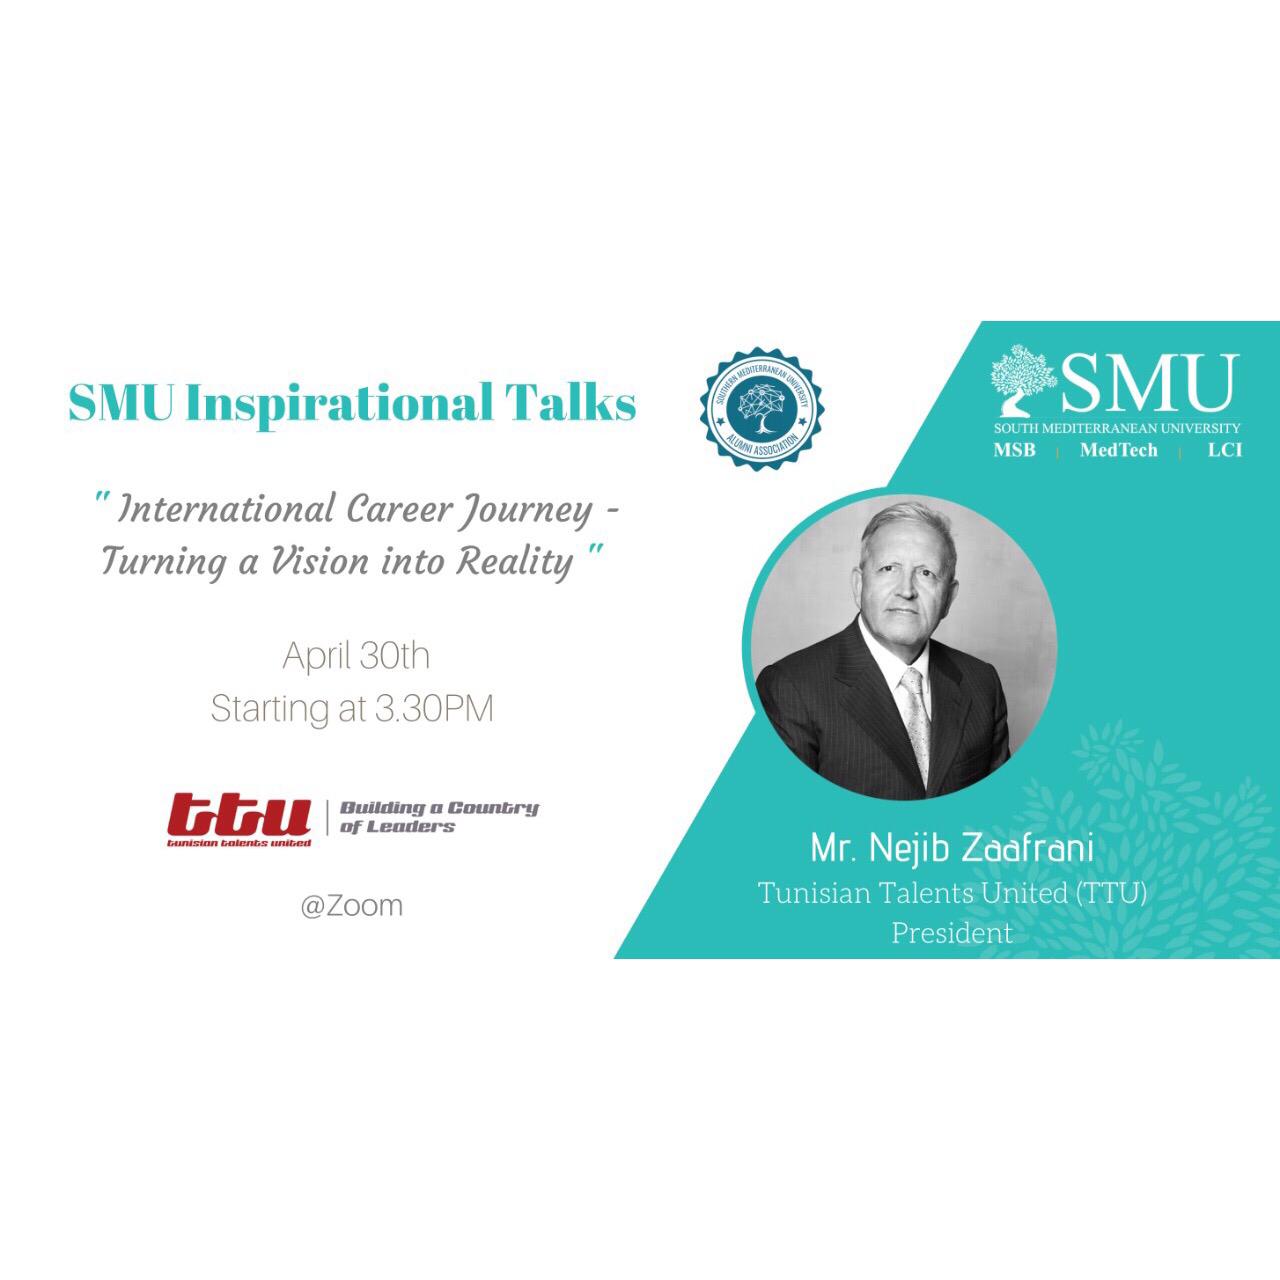 SMU Inspirational Talks
" International Career Journey -
Turning a Vision into Reality "
April 30th
Starting at 3.30PM
ttu
tunisian talents united
Building a Country
of Leaders
@Zoom
SOUTHERN MEDITERRANEAN UNIVERSITY
ALUMNI ASSOCIATION
SMU
SOUTH MEDITERRANEAN UNIVERSITY
MSB | MedTech | LCI
Mr. Nejib Zaafrani
Tunisian Talents United (TTU)
President